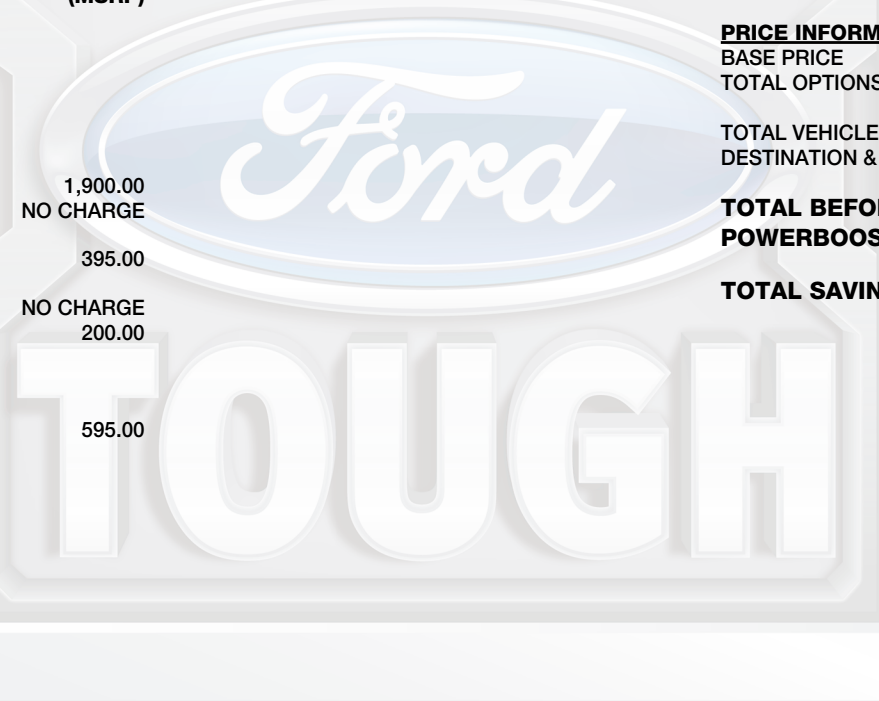 (MSRP)
1,900.00
NO CHARGE
395.00
NO CHARGE
200.00
595.00
PRICE INFORM
BASE PRICE
TOTAL OPTIONS
TOTAL VEHICLE
DESTINATION &
TOTAL BEFO
POWERBOOS
TOTAL SAVIN
Ford
TOUGH